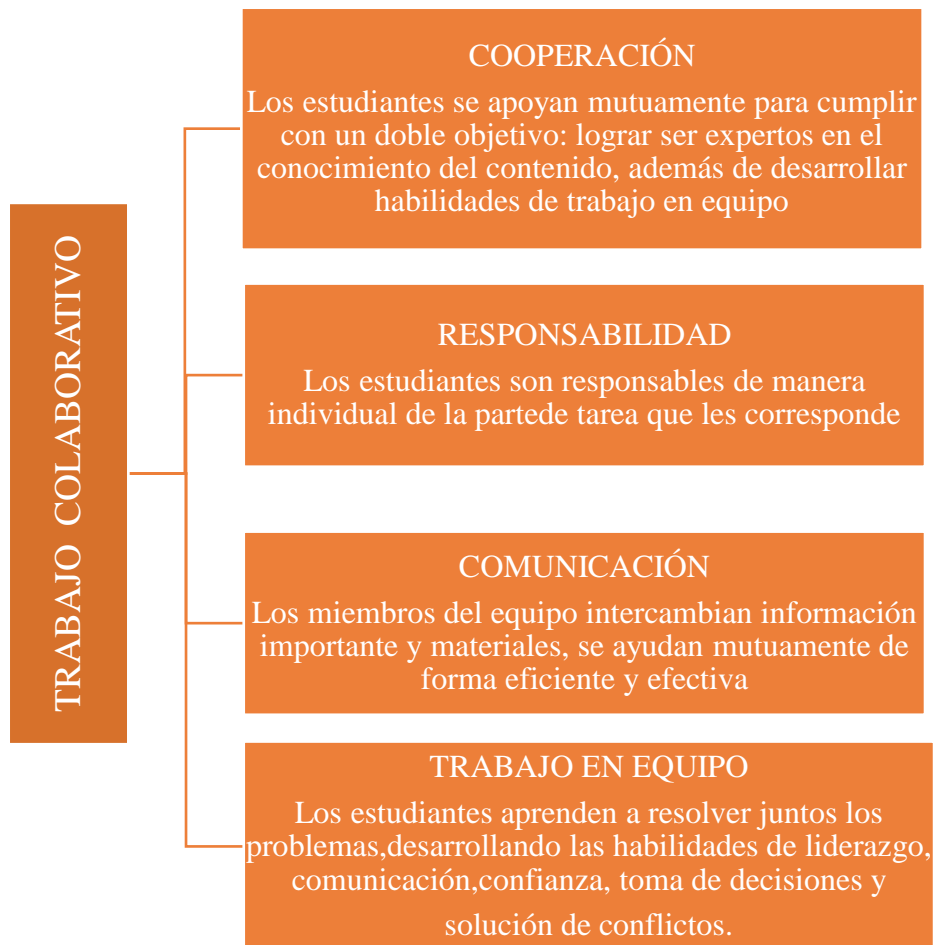 TRABAJO COLABORATIVO
COOPERACIÓN
Los estudiantes se apoyan mutuamente para cumplir
con un doble objetivo: lograr ser expertos en el
conocimiento del contenido, además de desarrollar
habilidades de trabajo en equipo
RESPONSABILIDAD
Los estudiantes son responsables de manera
individual de la partede tarea que les corresponde
COMUNICACIÓN
Los miembros del equipo intercambian información
importante y materiales, se ayudan mutuamente de
forma eficiente y efectiva
TRABAJO EN EQUIPO
Los estudiantes aprenden a resolver juntos los
problemas,desarrollando las habilidades de liderazgo,
comunicación,confianza, toma de decisiones y
solución de conflictos.